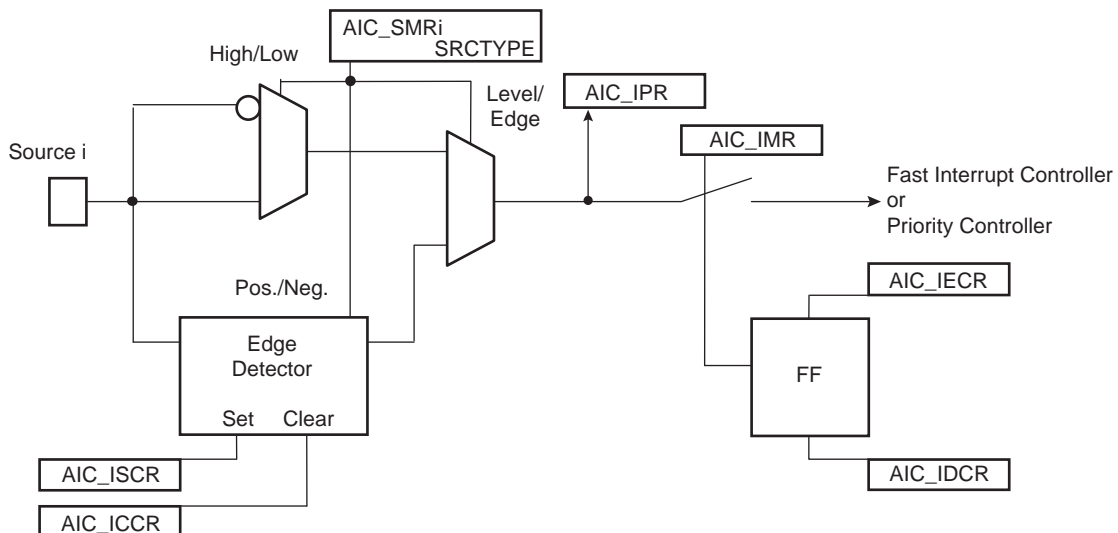 AIC_SMRi
SRCTYPE
High/Low
Level/
Edge
AIC_IPR
AIC_IMR
Source i
Fast Interrupt Controller
or
Priority Controller
Pos./Neg.
AIC_IECR
Edge
Detector
FF
Set Clear
AIC_ISCR
AIC_IDCR
AIC_ICCR